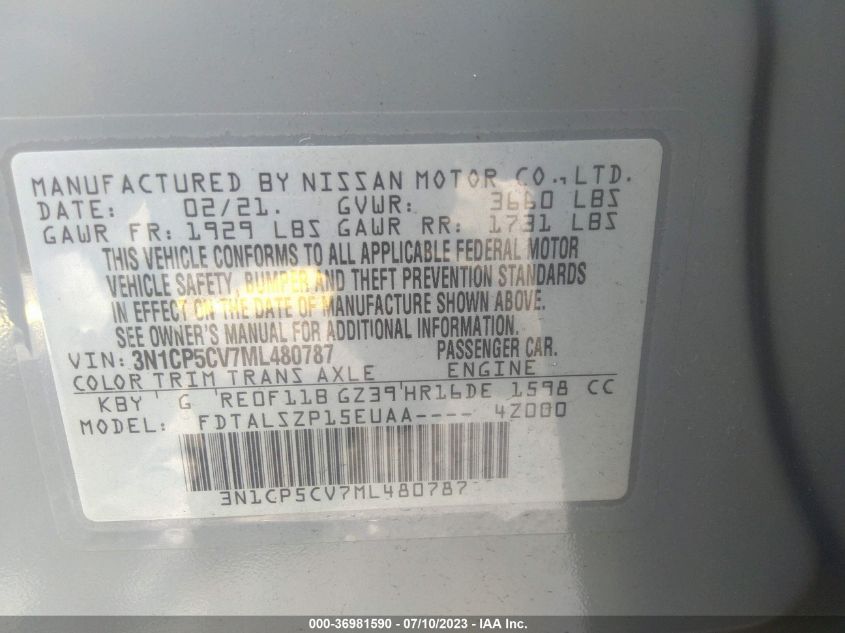 MANUFACTURED BY NISSAN MOTOR CO.,LTD.
DATE: 02/21. GVWR: 3660 LBS
GAWR FR: 1929 LBS GAWR RR: 1731 LBS
THIS VEHICLE CONFORMS TO ALL APPLICABLE FEDERAL MOTOR
VEHICLE SAFETY, BUMPER AND THEFT PREVENTION STANDARDS
IN EFFECT ON THE DATE OF MANUFACTURE SHOWN ABOVE.
SEE OWNER'S MANUAL FOR ADDITIONAL INFORMATION.
VIN: 3N1CP5CV7ML480787 PASSENGER CAR.
COLOR TRIM TRANS AXLE ENGINE
KBY G RE0F11B GZ39 HR16DE 1598 CC
MODEL: FDTALSZP15EUAA---- 4Z000
3N1CP5CV7ML480787
000-36981590 - 07/10/2023 - IAAI Inc.